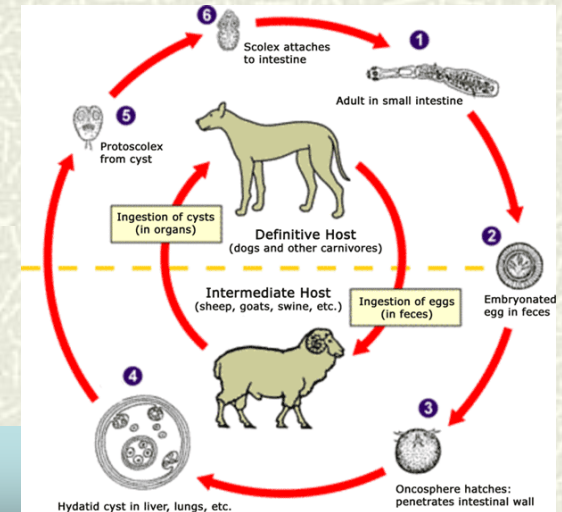 6
Scolex attaches
to intestine
1
Adult in small intestine
5
Protoscolex
from cyst
Ingestion of cysts
(in organs)
Definitive Host
(dogs and other carnivores)
2
Embryonated
egg in feces
Intermediate Host
(sheep, goats, swine, etc.)
Ingestion of eggs
(in feces)
4
3
Hydatid cyst in liver, lungs, etc.
Oncosphere hatches:
penetrates intestinal wall